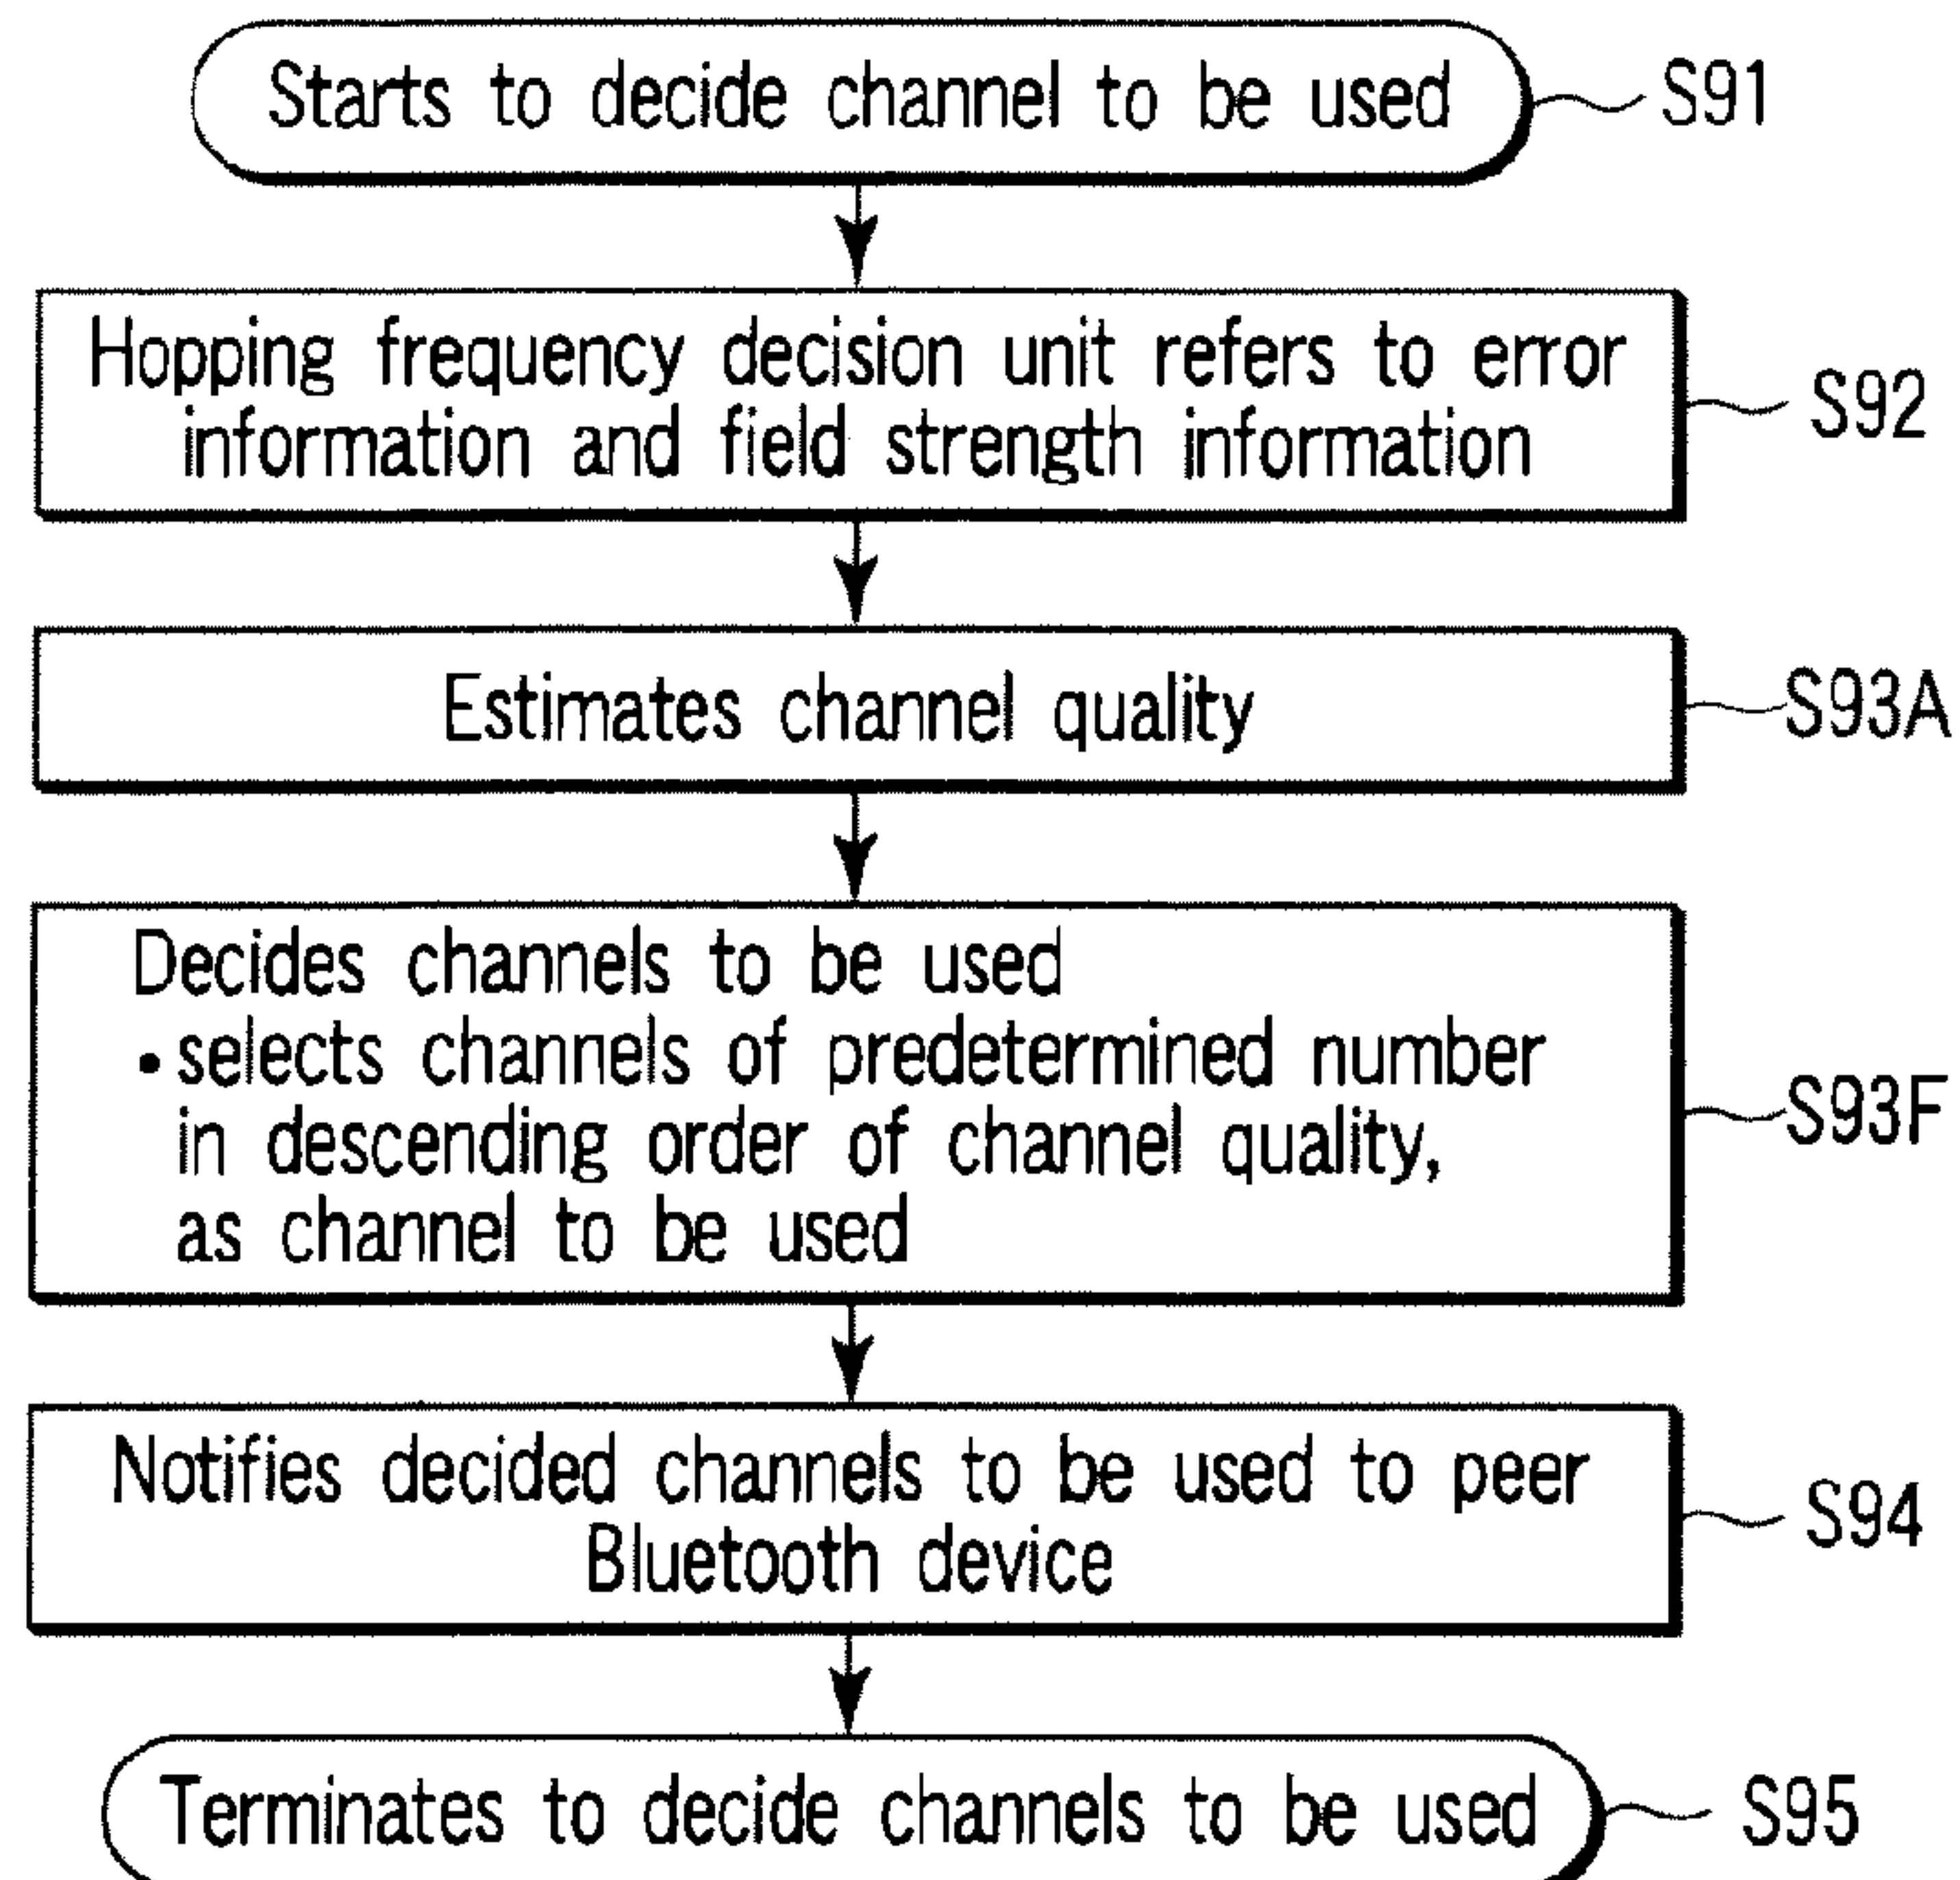 Starts to decide channel to be used
S91
Hopping frequency decision unit refers to error
information and field strength information
S92
Estimates channel quality
S93A
Decides channels to be used
• selects channels of predetermined number
in descending order of channel quality,
as channel to be used
S93F
Notifies decided channels to be used to peer
Bluetooth device
S94
Terminates to decide channels to be used
S95